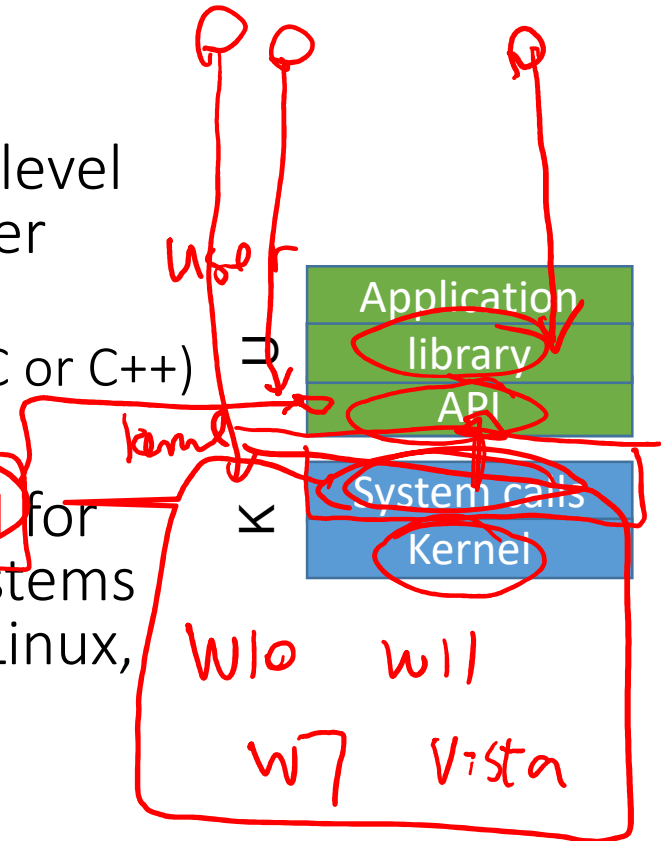 level
er
user
Application
U
library
C or C++)
API
kernel
System calls
for
K
Kernel
stems
Linux,
W10 W11
W7 Vista